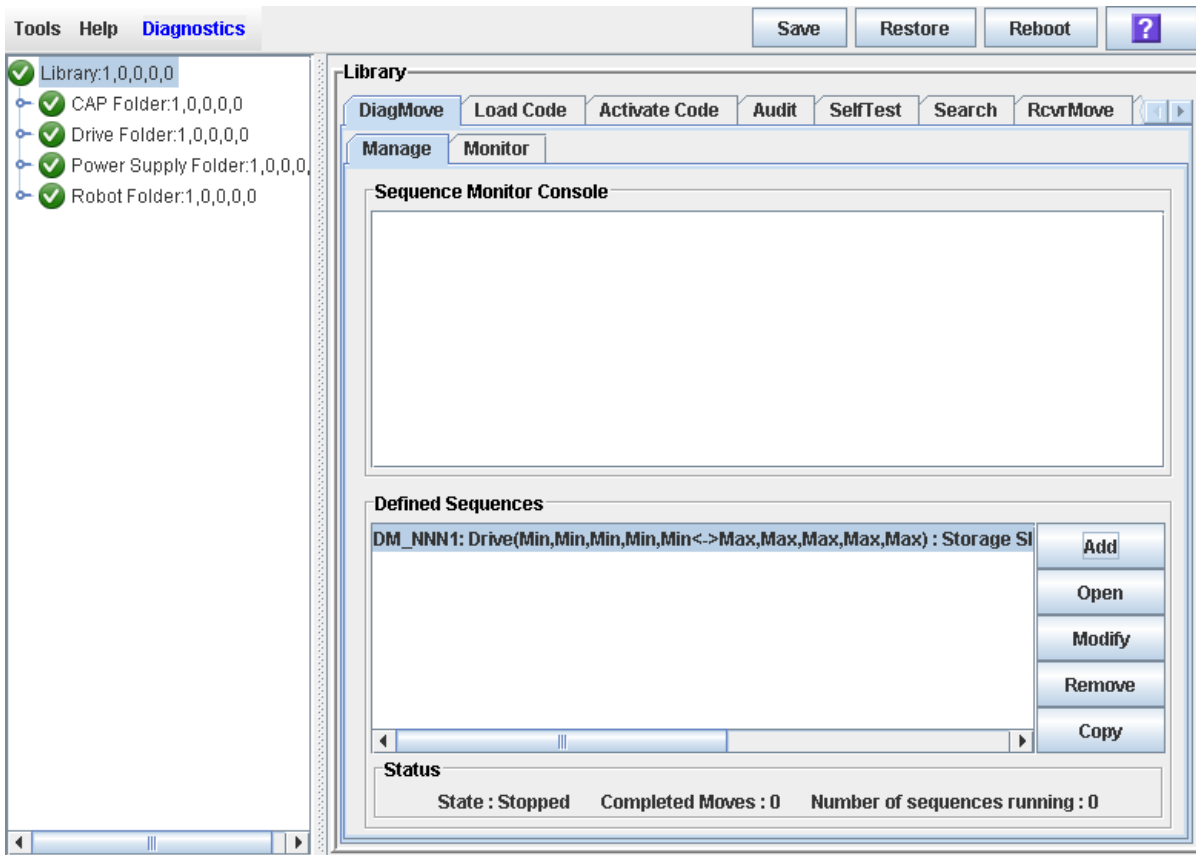 Tools Help Diagnostics Save Restore Reboot ?
Library:1,0,0,0,0
CAP Folder:1,0,0,0,0
Drive Folder:1,0,0,0,0
Power Supply Folder:1,0,0,0,
Robot Folder:1,0,0,0,0
Library
DiagMove Load Code Activate Code Audit SelfTest Search RcvrMove
Manage Monitor
Sequence Monitor Console
Defined Sequences
DM_NNN1: Drive(Min,Min,Min,Min,Min<->Max,Max,Max,Max,Max) : Storage Sl
Add
Open
Modify
Remove
Copy
Status
State : Stopped Completed Moves : 0 Number of sequences running : 0